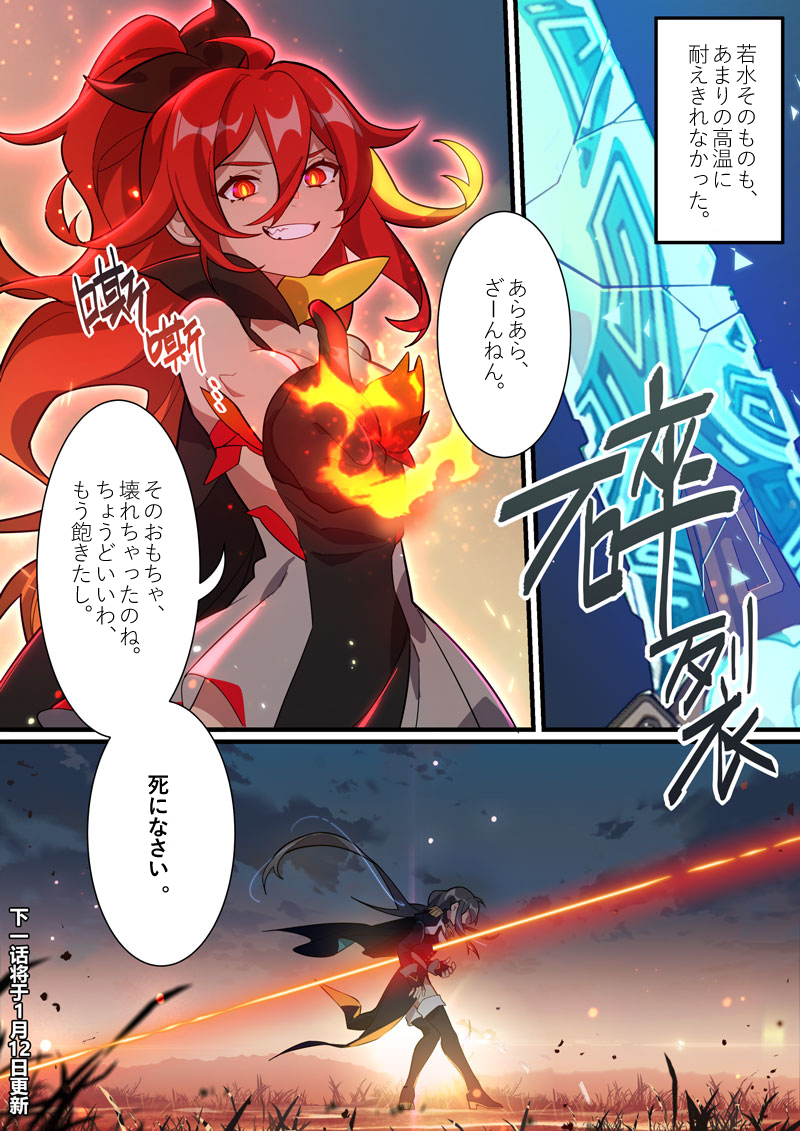 若水そのものも、
あまりの高温に
耐えきれなかった。
碎
裂
あらあら、
ざーんねん。
嘶
嘶
…
そのおもちゃ、
壊れちゃったのね。
ちょうどいいわ、
もう飽きたし。
死になさい。
下一话将于1月12日更新